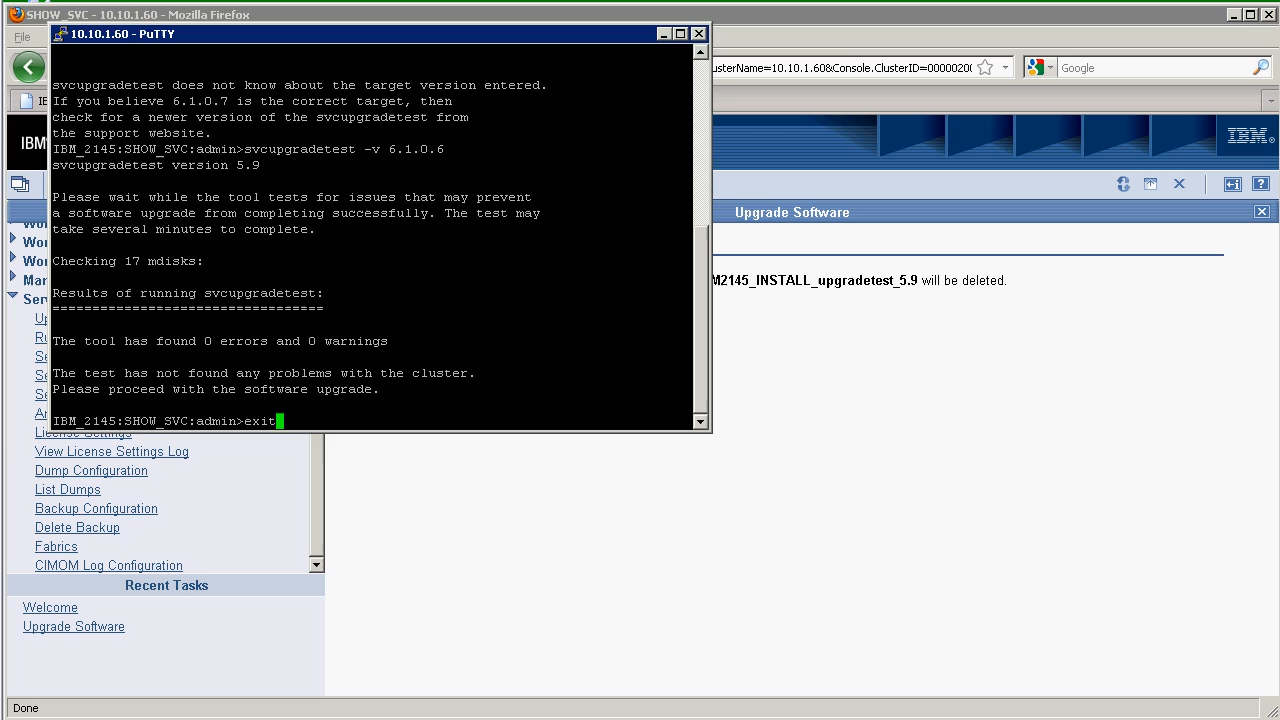 SHOW_SVC - 10.10.1.60 - Mozilla Firefox
File
10.10.1.60 - PuTTY
Google
IBM
IBM.
svcupgradetest does not know about the target version entered.
If you believe 6.1.0.7 is the correct target, then
check for a newer version of the svcupgradetest from
the support website.
IBM_2145:SHOW_SVC:admin>svcupgradetest -v 6.1.0.6
svcupgradetest version 5.9
Please wait while the tool tests for issues that may prevent
a software upgrade from completing successfully. The test may
take several minutes to complete.
Checking 17 mdisks:
Results of running svcupgradetest:
==================================
The tool has found 0 errors and 0 warnings
The test has not found any problems with the cluster.
Please proceed with the software upgrade.
IBM_2145:SHOW_SVC:admin>exit
Upgrade Software
M2145_INSTALL_upgradetest_5.9 will be deleted.
License Settings
View License Settings Log
Dump Configuration
List Dumps
Backup Configuration
Delete Backup
Fabrics
CIMOM Log Configuration
Recent Tasks
Welcome
Upgrade Software
Done